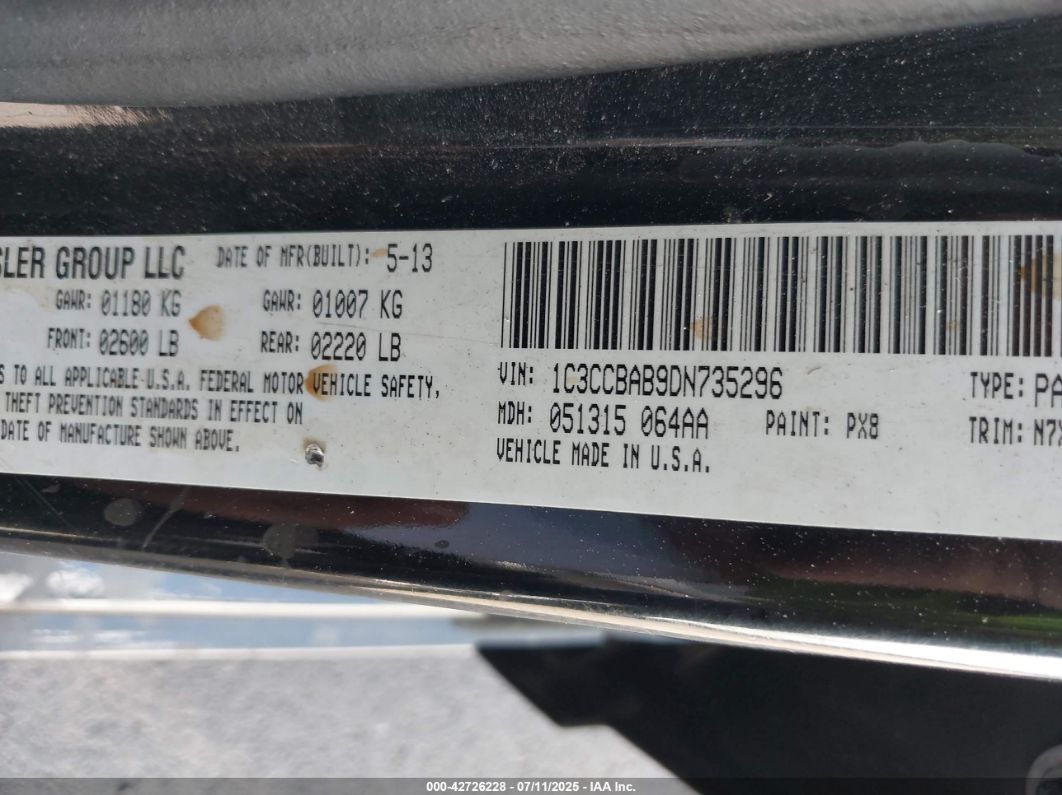 SLER GROUP LLC DATE OF MFR(BUILT): 5-13
GAWR: 01180 KG GAWR: 01007 KG
FRONT: 02600 LB REAR: 02220 LB
S TO ALL APPLICABLE U.S.A. FEDERAL MOTOR VEHICLE SAFETY,
THEFT PREVENTION STANDARDS IN EFFECT ON
DATE OF MANUFACTURE SHOWN ABOVE.
VIN: 1C3CCBAB9DN735296 TYPE: PA
MDH: 051315 064AA PAINT: PX8 TRIM: N7X
VEHICLE MADE IN U.S.A.
000-42726228 - 07/11/2025 - IAA Inc.